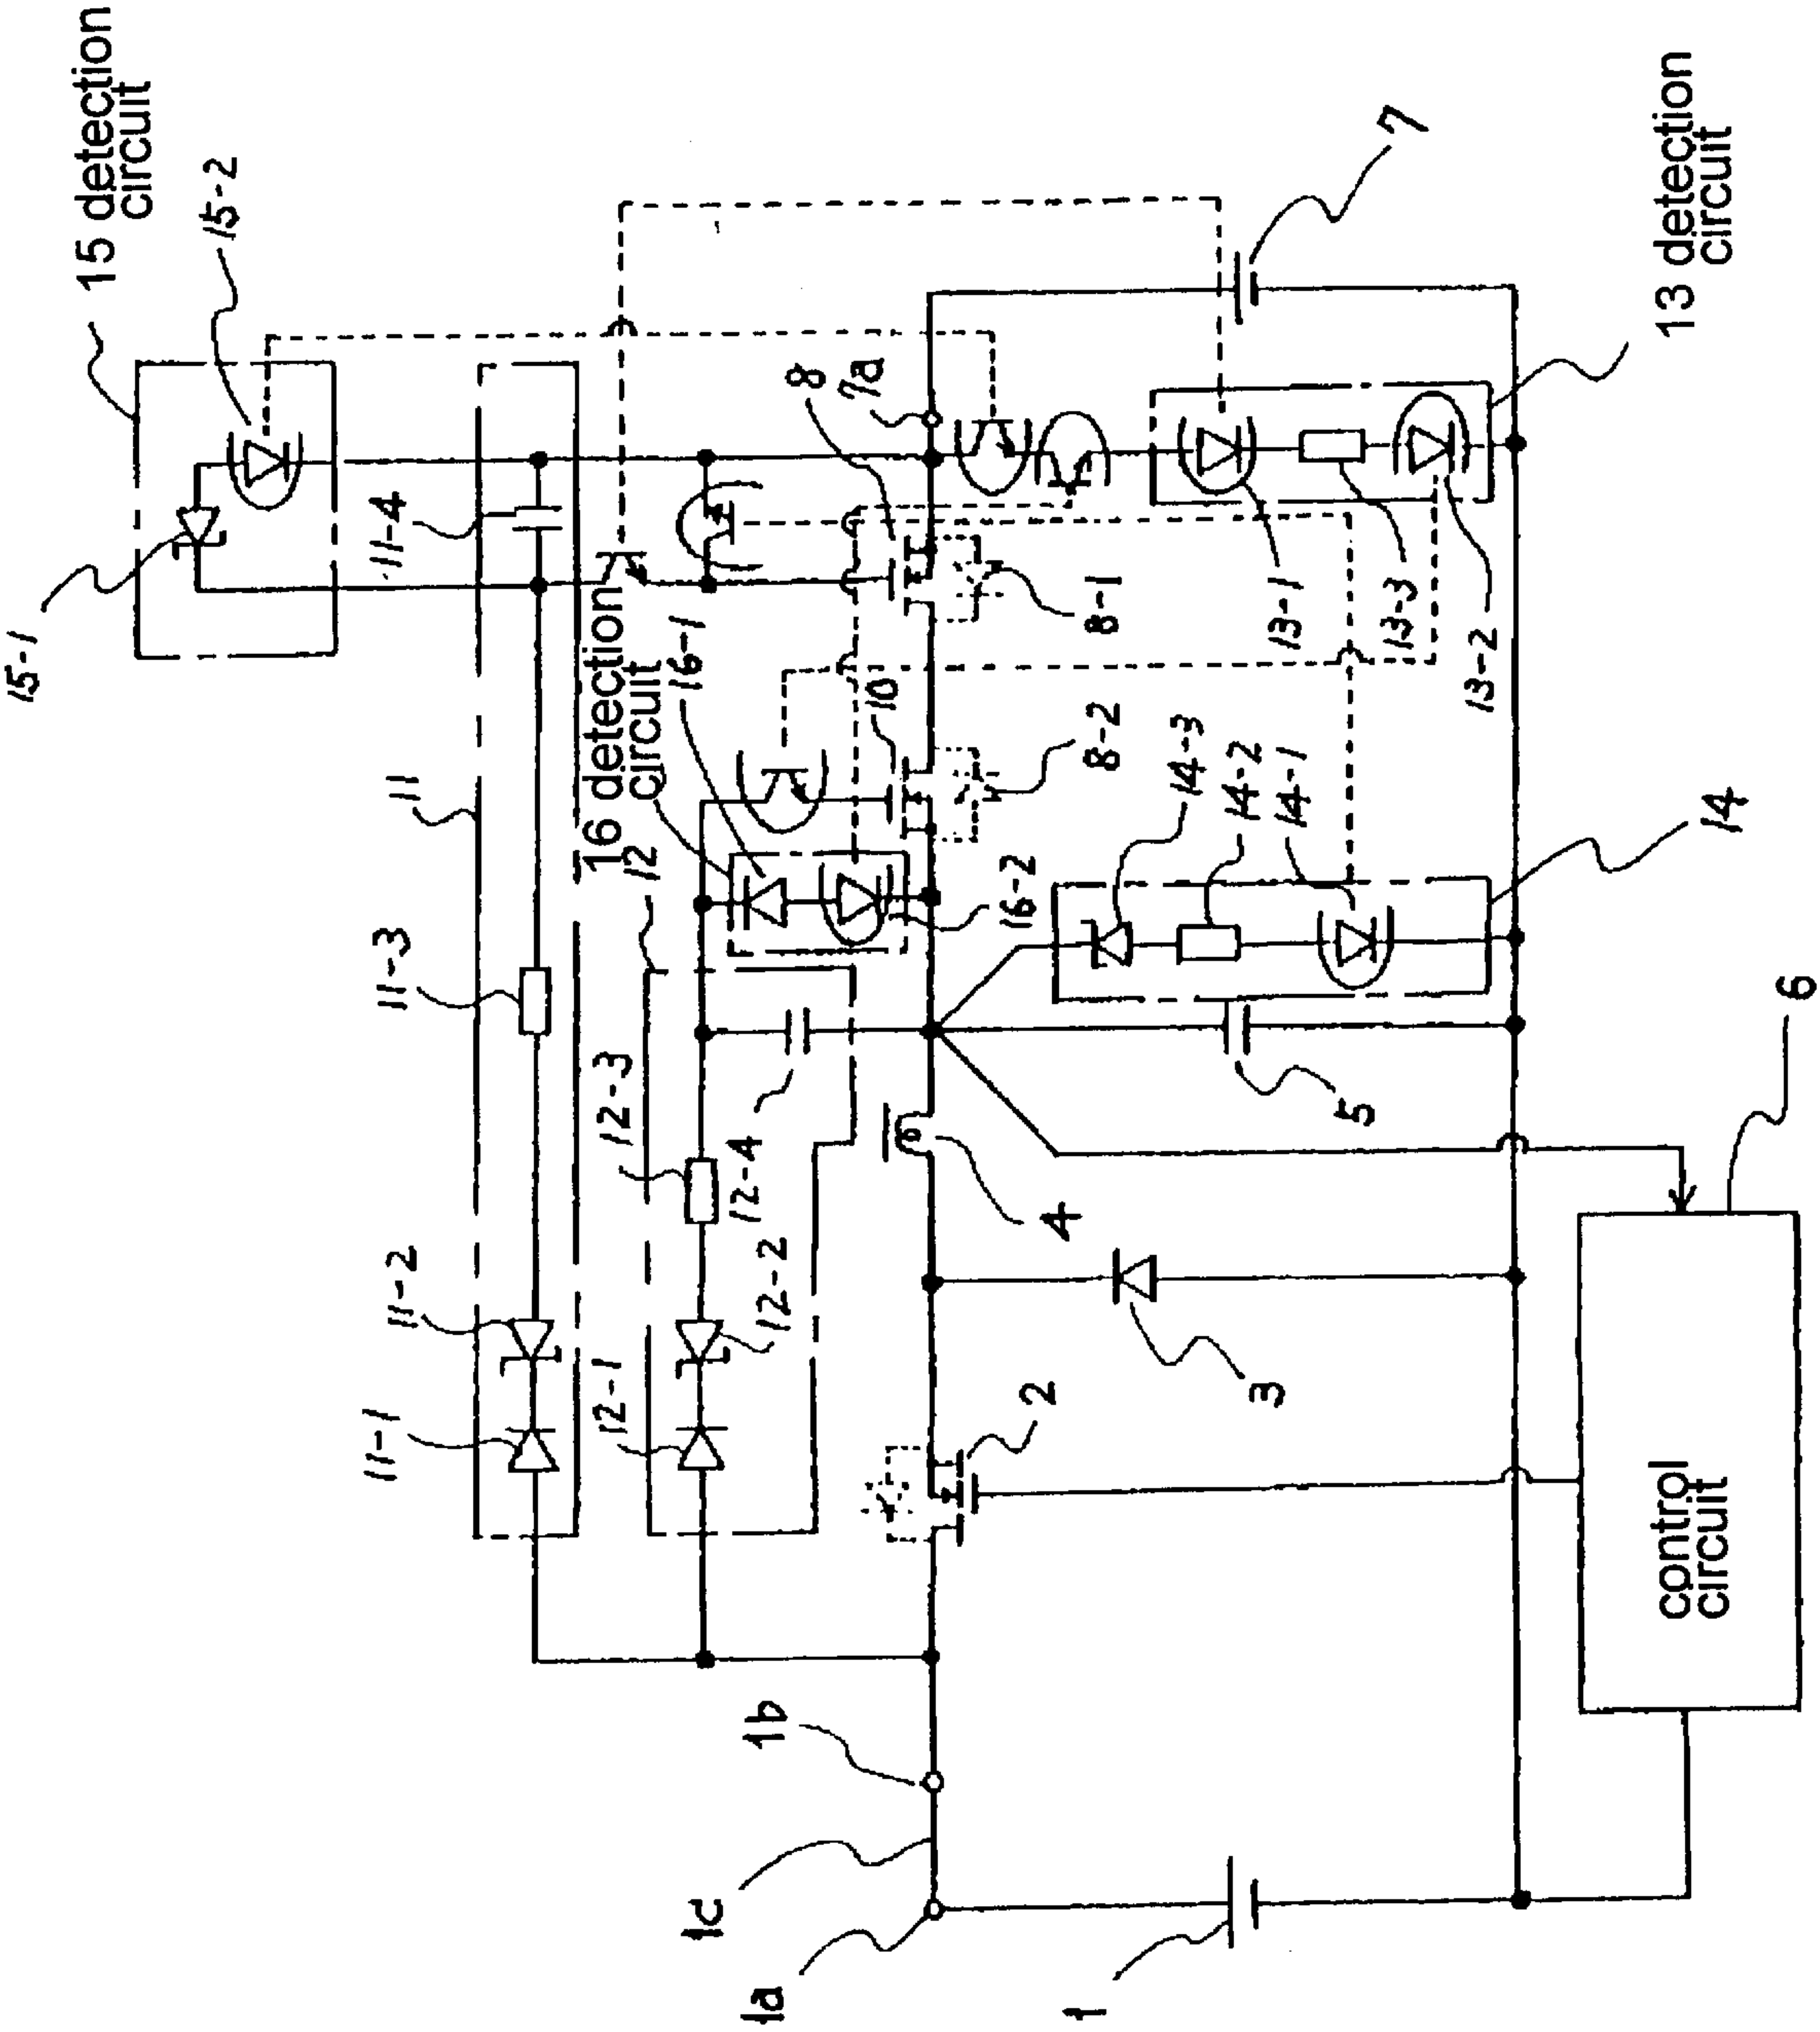 15 detection
circuit
15-2
15-1
11-4
11
11-3
11-2
11-1
16 detection
circuit
16-1
16-2
12
12-3
12-4
12-2
12-1
10
8
7a
7
8-1
8-2
13 detection
circuit
13-1
13-3
13-2
14-3
14-2
14-1
14
5
4
3
2
6
control
circuit
1b
1c
1a
1